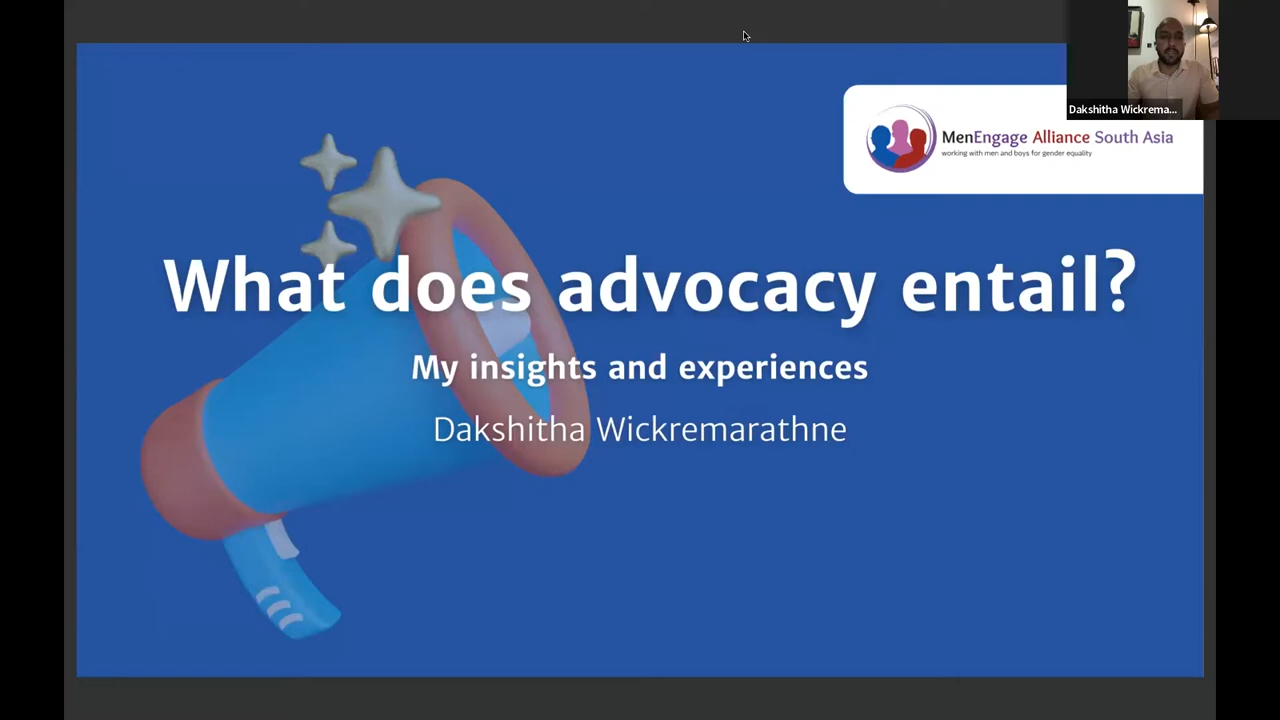 Dakshitha Wickrema...
MenEngage Alliance South Asia
working with men and boys for gender equality
What does advocacy entail?
My insights and experiences
Dakshitha Wickremarathne